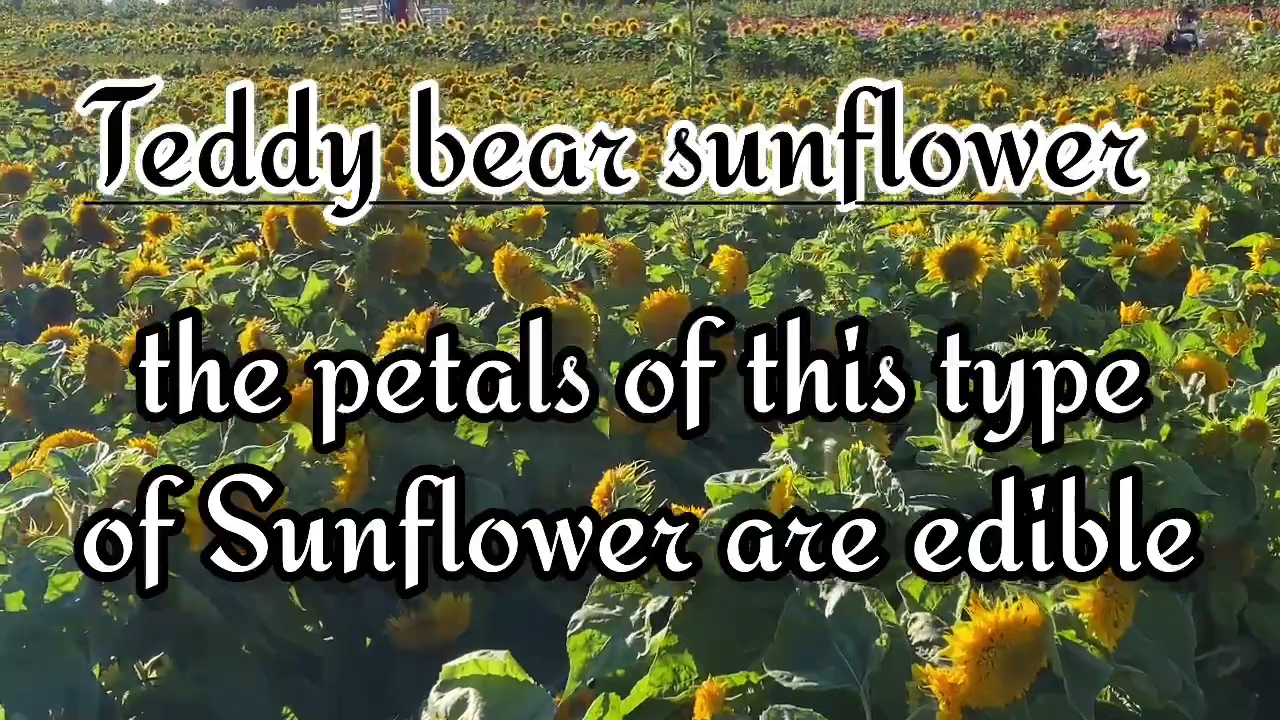 Teddy bear sunflower
the petals of this type
of Sunflower are edible